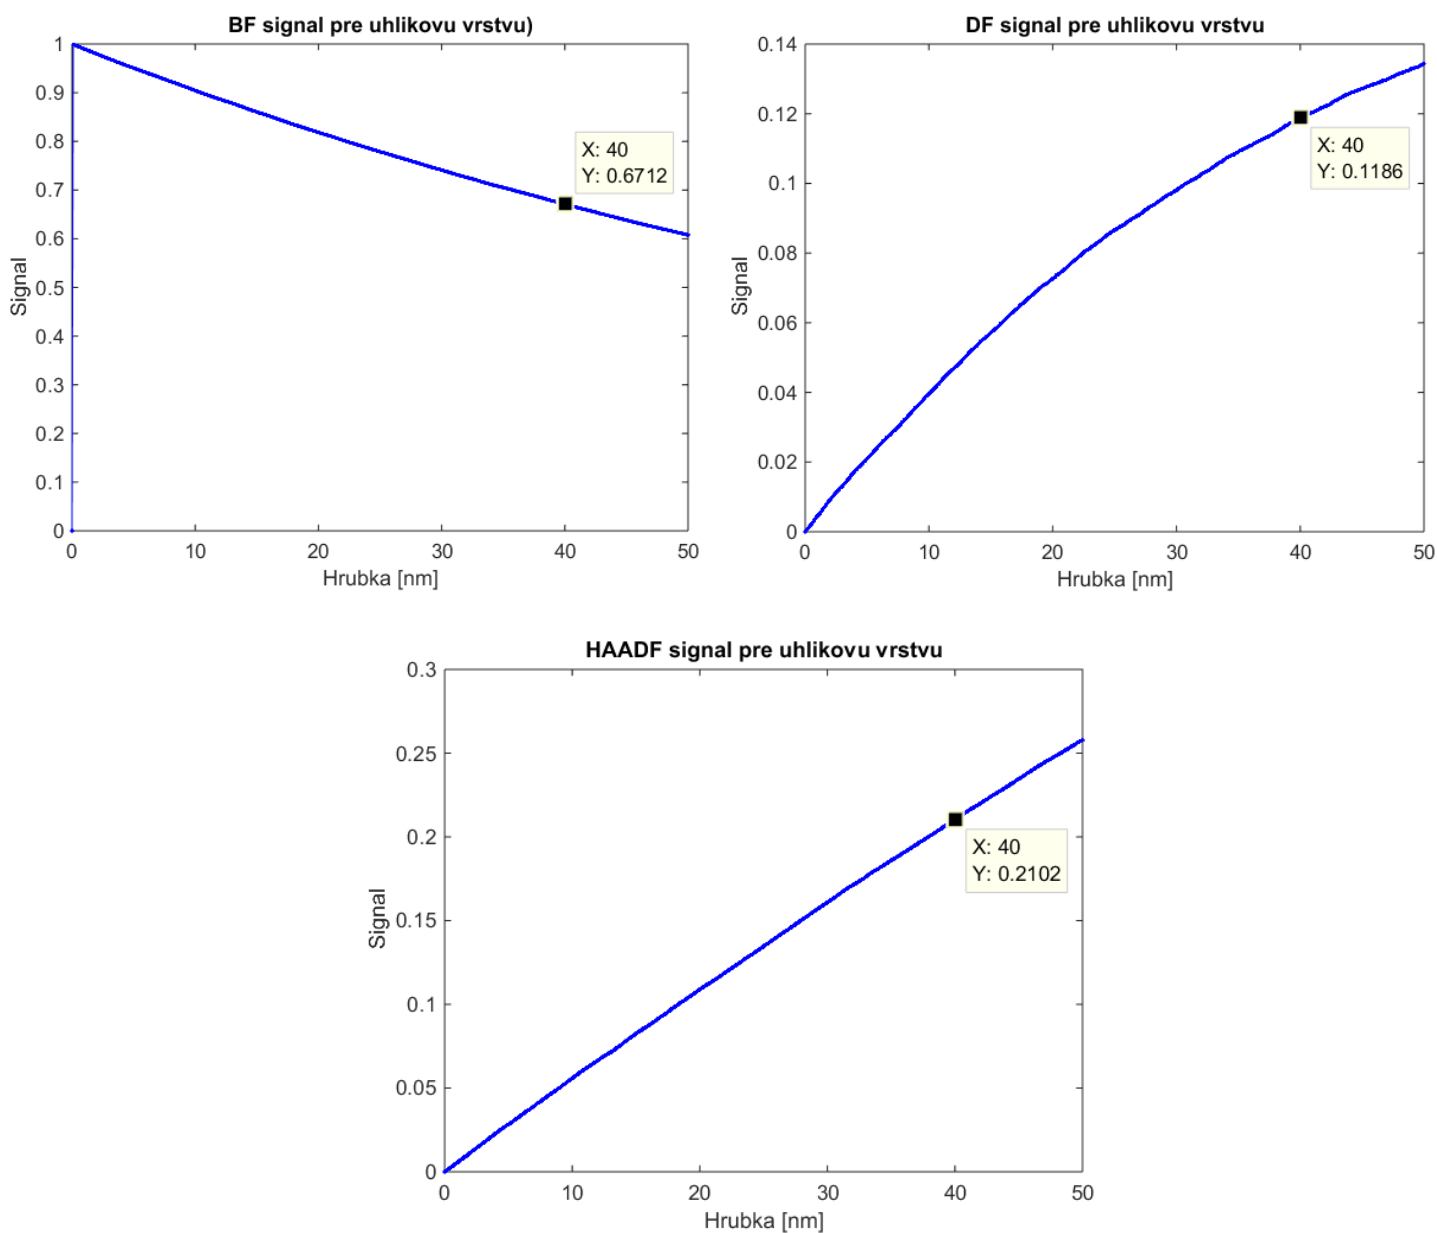 BF signal pre uhlikovu vrstvu)
1
0.9
0.8
0.7
0.6
0.5
0.4
0.3
0.2
0.1
0
Signal
X: 40
Y: 0.6712
0 10 20 30 40 50
Hrubka [nm]
DF signal pre uhlikovu vrstvu
0.14
0.12
0.1
0.08
0.06
0.04
0.02
0
Signal
X: 40
Y: 0.1186
0 10 20 30 40 50
Hrubka [nm]
HAADF signal pre uhlikovu vrstvu
0.3
0.25
0.2
0.15
0.1
0.05
0
Signal
X: 40
Y: 0.2102
0 10 20 30 40 50
Hrubka [nm]